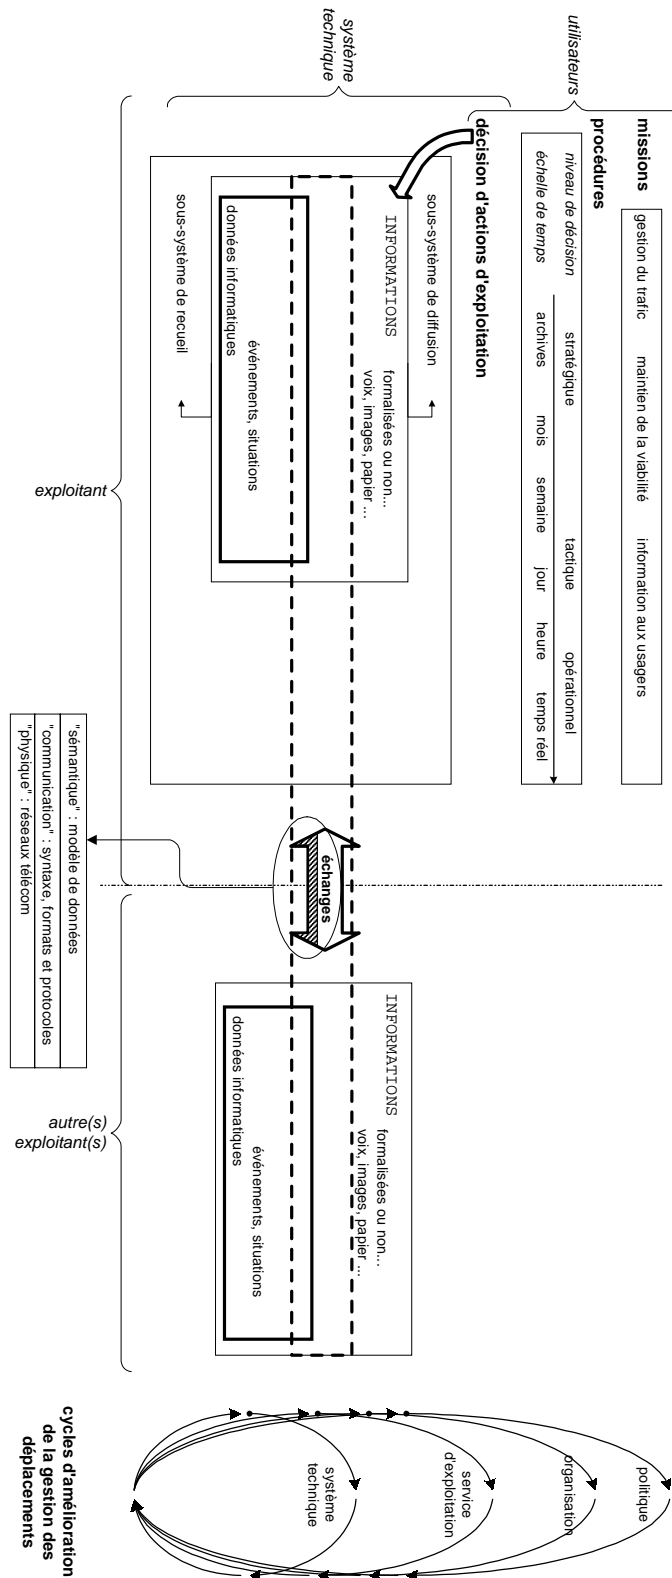 utilisateurs
missions
gestion du trafic
maintien de la viabilité
information aux usagers
procédures
niveau de décision
stratégique
tactique
opérationnel
échelle de temps
archives
mois
semaine
jour
heure
temps réel
décision d'actions d'exploitation
système
technique
sous-système de diffusion
INFORMATIONS
formalisées ou non...
voix, images, papier ...
événements, situations
données informatiques
sous-système de recueil
échanges
INFORMATIONS
formalisées ou non...
voix, images, papier ...
événements, situations
données informatiques
exploitant
autre(s)
exploitant(s)
"sémantique" : modèle de données
"communication" : syntaxe, formats et protocoles
"physique" : réseaux télécom
politique
organisation
service
d'exploitation
système
technique
cycles d'amélioration
de la gestion des
déplacements